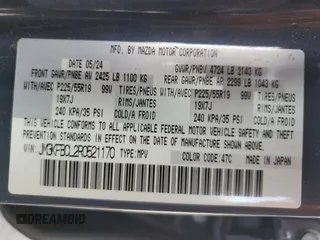 MFD. BY MAZDA MOTOR CORPORATION
DATE 05/24 GVWR/PNBV 4724 LB 2143 KG
FRONT GAWR/PNBE AV 2425 LB 1100 KG REAR GAWR/PNBE AR 2299 LB 1043 KG
WITH/AVEC P225/55R19 99V TIRES/PNEUS WITH/AVEC P225/55R19 99V TIRES/PNEUS
19X7J RIMS/JANTES 19X7J RIMS/JANTES
240 KPA/35 PSI COLD/A FROID 240 KPA/35 PSI COLD/A FROID
THIS VEHICLE CONFORMS TO ALL APPLICABLE FEDERAL MOTOR VEHICLE
SAFETY, BUMPER, AND THEFT PREVENTION STANDARDS IN EFFECT ON THE
DATE OF MANUFACTURE SHOWN ABOVE.
JM3KFBCL2R0521170 TYPE:MPV
COLOR:47C MADE IN JAPAN
DREAMBID